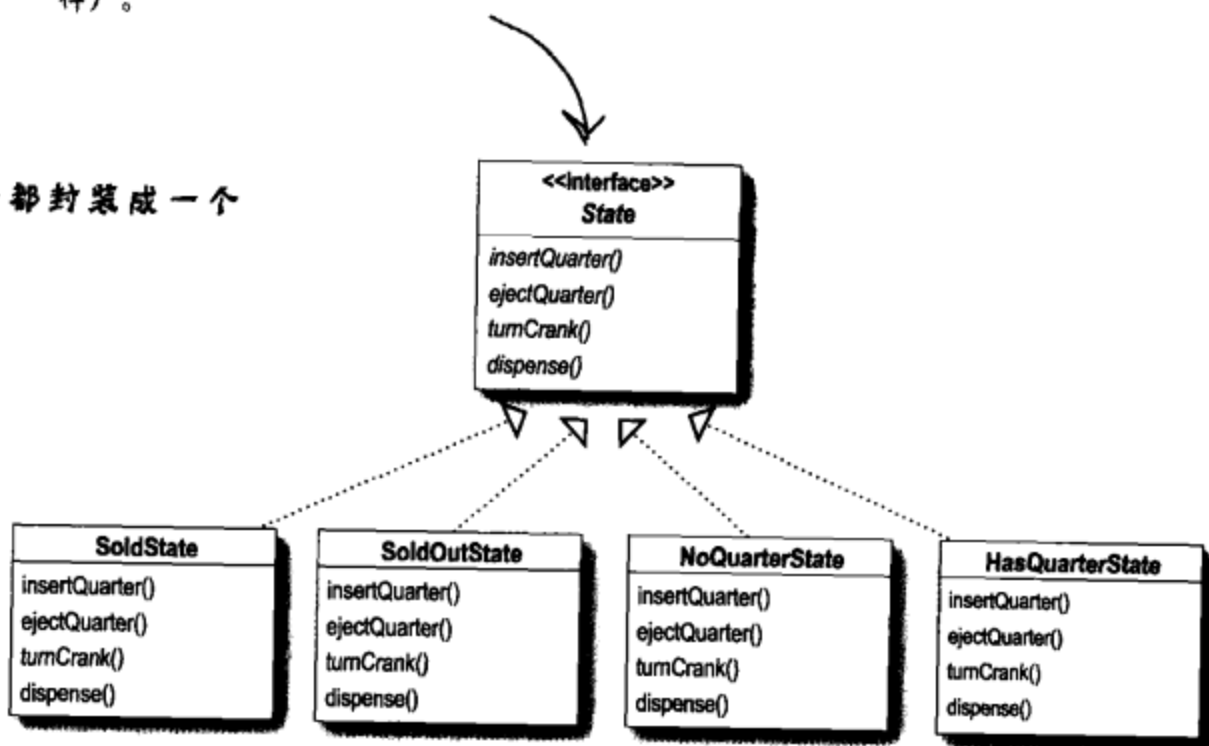 样）。
都封装成一个
<<interface>>
State
insertQuarter()
ejectQuarter()
turnCrank()
dispense()
SoldState
insertQuarter()
ejectQuarter()
turnCrank()
dispense()
SoldOutState
insertQuarter()
ejectQuarter()
turnCrank()
dispense()
NoQuarterState
insertQuarter()
ejectQuarter()
turnCrank()
dispense()
HasQuarterState
insertQuarter()
ejectQuarter()
turnCrank()
dispense()